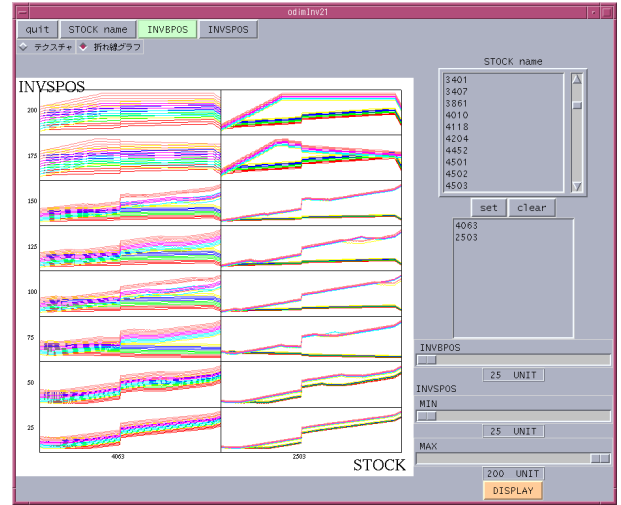 odimInv21
quit STOCK name INVBPOS INVSPOS
テクスチャ 折れ線グラフ
STOCK name
INVSPOS
3401
3407
3861
4010
4118
4204
4452
4501
4502
4503
200
175
150
125
100
75
50
25
4063 2503
STOCK
set clear
4063
2503
INVBPOS
25 UNIT
INVSPOS
MIN
25 UNIT
MAX
200 UNIT
DISPLAY